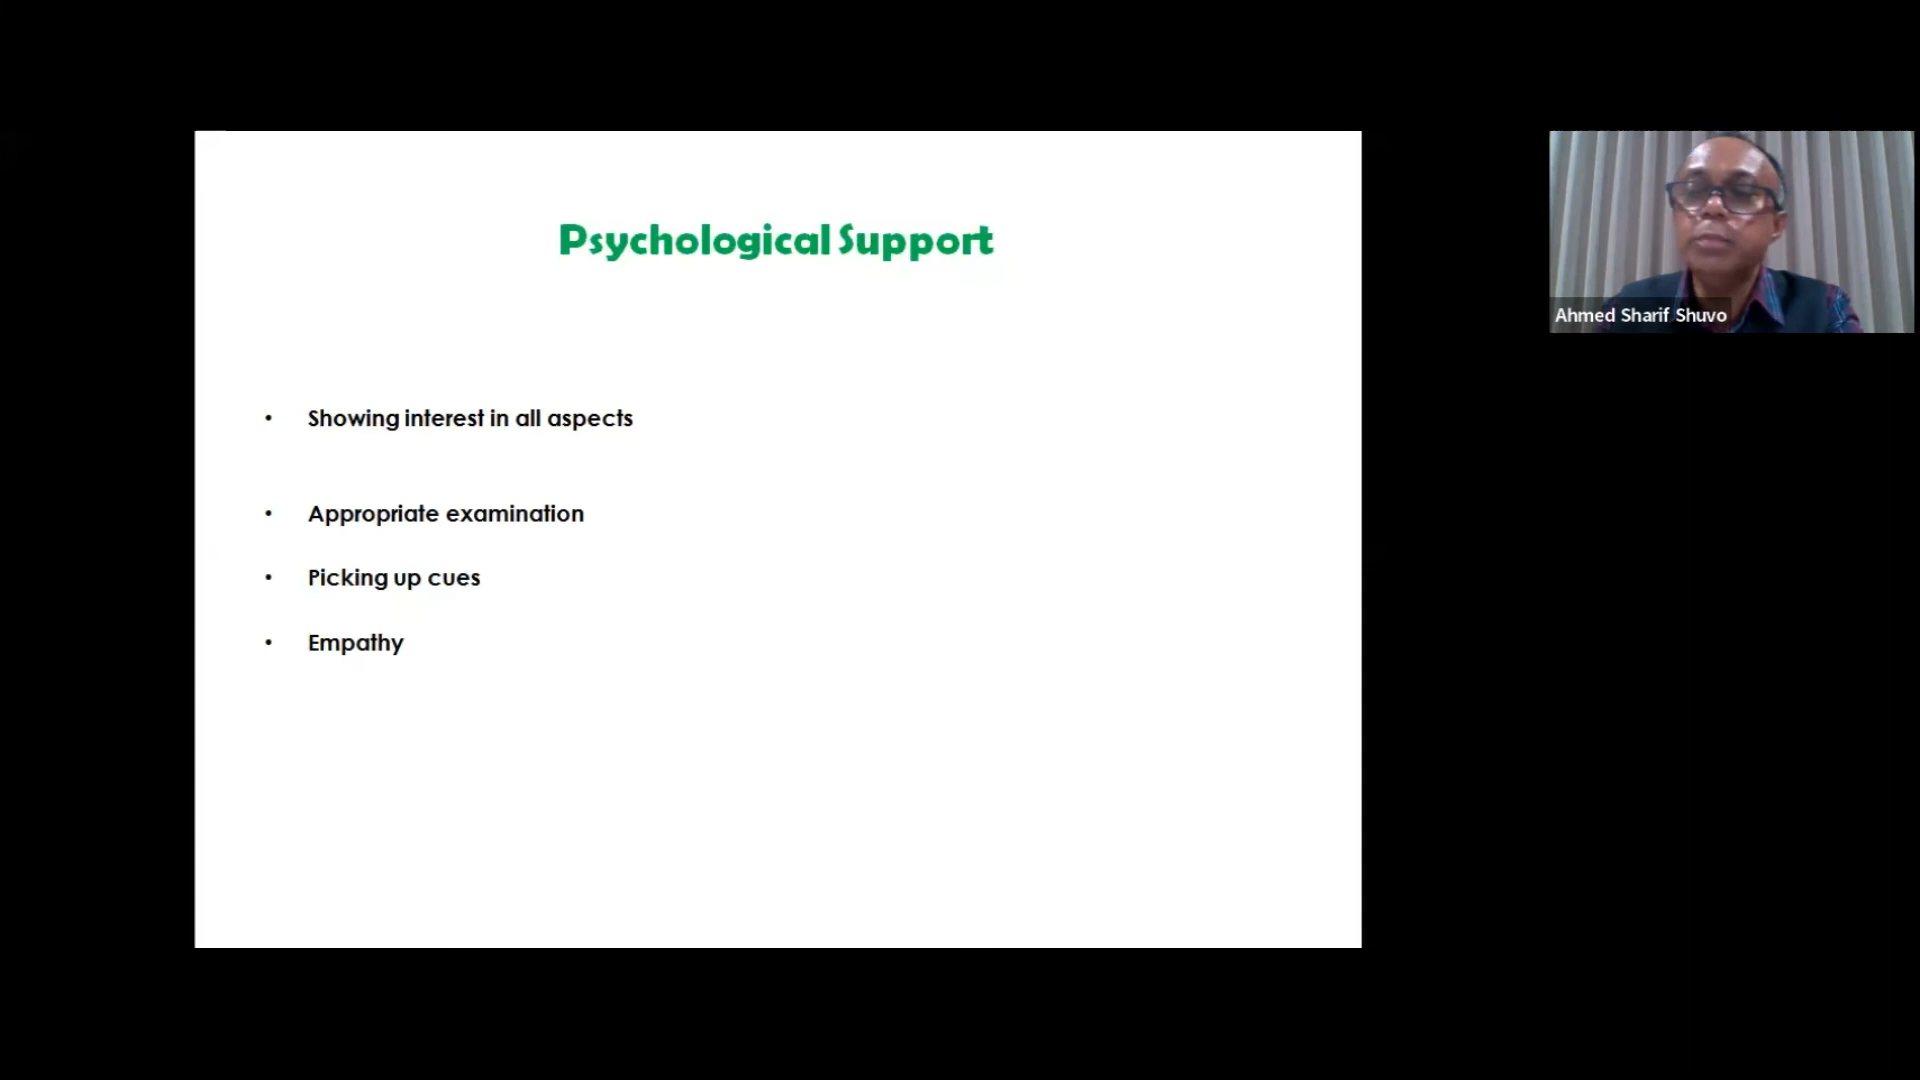 Psychological Support
• Showing interest in all aspects
• Appropriate examination
• Picking up cues
• Empathy
Ahmed Sharif Shuvo